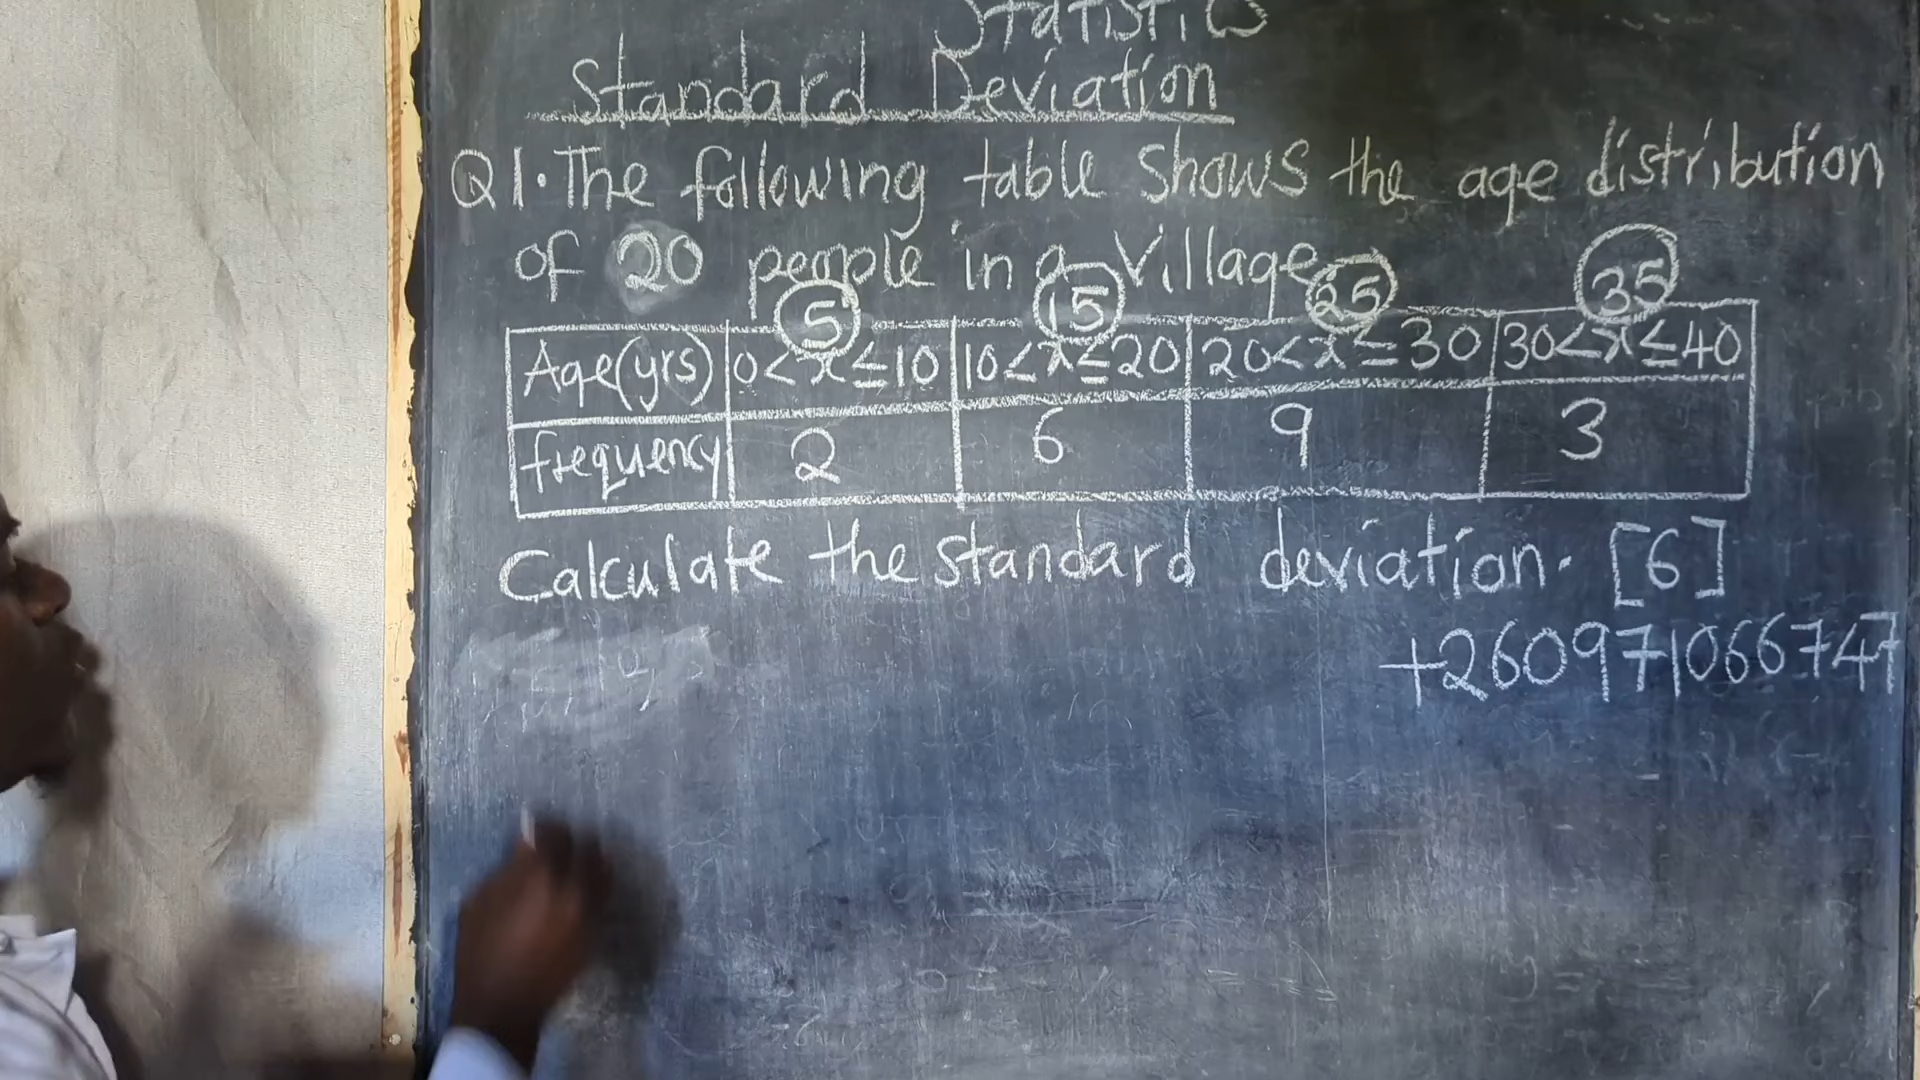 Statistics
Standard Deviation
Q1. The following table shows the age distribution
of 20 people in a village
5 15 25 35
Age(yrs) 0<x≤10 10<x≤20 20<x≤30 30<x≤40
frequency 2 6 9 3
Calculate the standard deviation. [6]
+260971066747